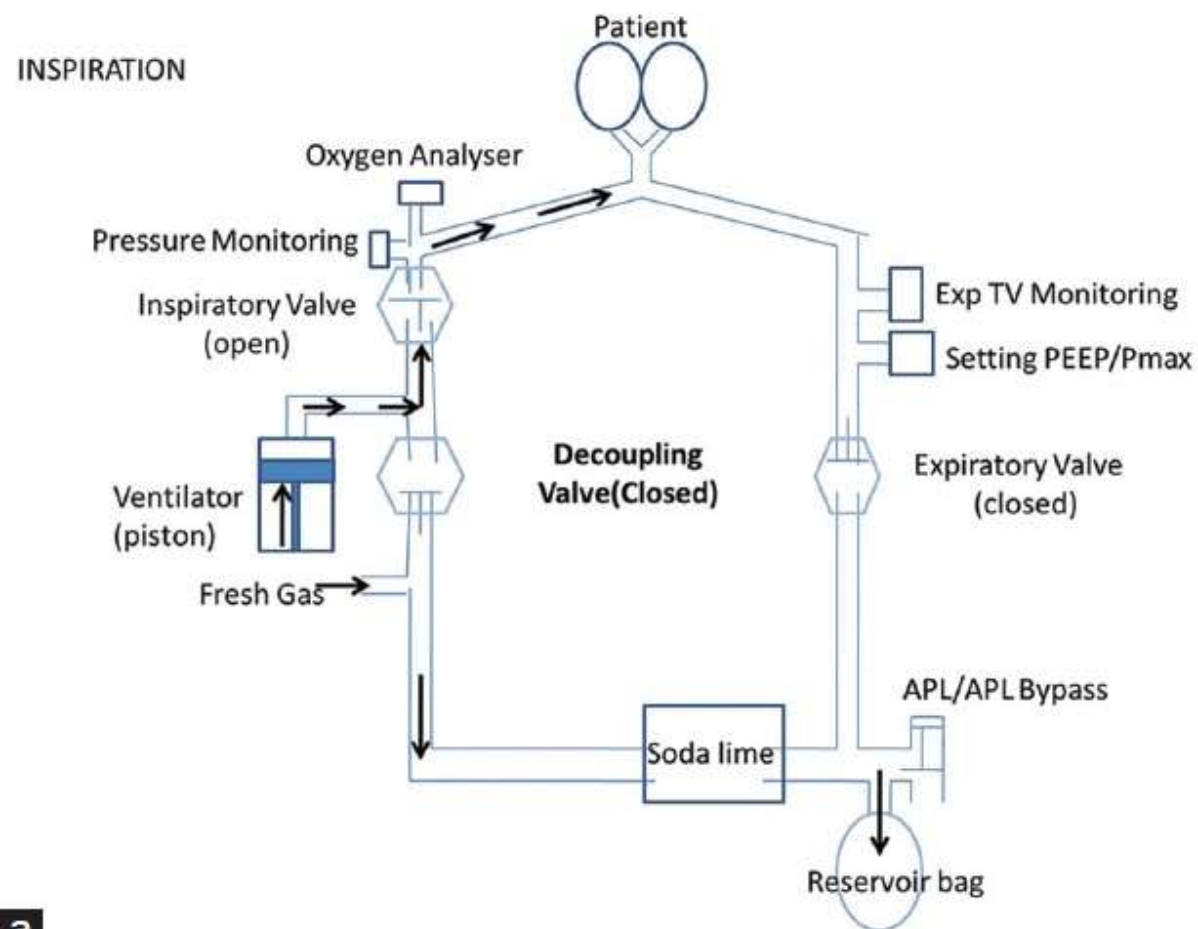 Patient
INSPIRATION
Oxygen Analyser
Pressure Monitoring
Inspiratory Valve
(open)
Exp TV Monitoring
Setting PEEP/Pmax
Decoupling
Valve(Closed)
Expiratory Valve
(closed)
Ventilator
(piston)
Fresh Gas
APL/APL Bypass
Soda lime
Reservoir bag
a